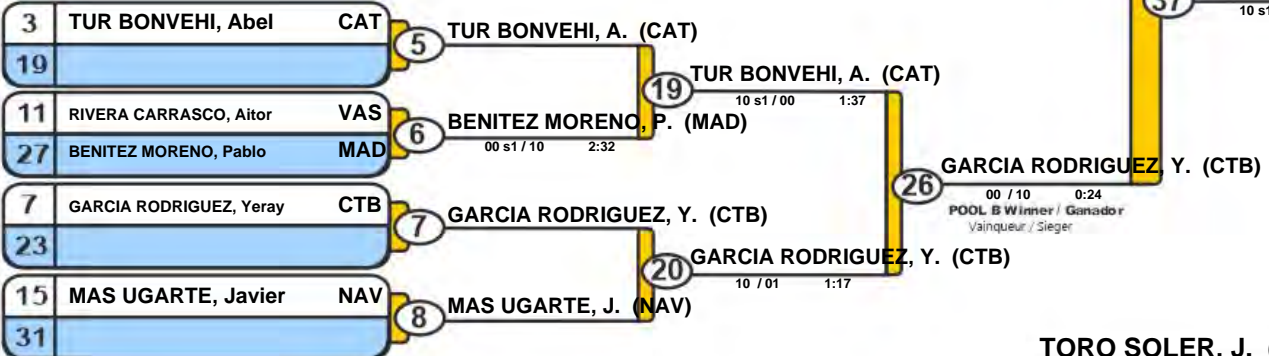 3 TUR BONVEHI, Abel CAT
19
5 TUR BONVEHI, A. (CAT)
11 RIVERA CARRASCO, Aitor VAS
27 BENITEZ MORENO, Pablo MAD
6 BENITEZ MORENO, P. (MAD)
00 s1 / 10 2:32
19 TUR BONVEHI, A. (CAT)
10 s1 / 00 1:37
7 GARCIA RODRIGUEZ, Yeray CTB
23
7 GARCIA RODRIGUEZ, Y. (CTB)
15 MAS UGARTE, Javier NAV
31
8 MAS UGARTE, J. (NAV)
20 GARCIA RODRIGUEZ, Y. (CTB)
10 / 01 1:17
26 GARCIA RODRIGUEZ, Y. (CTB)
00 / 10 0:24
POOL B Winner / Ganador
Vainqueur / Sieger
37
10 s1
TORO SOLER, J. (